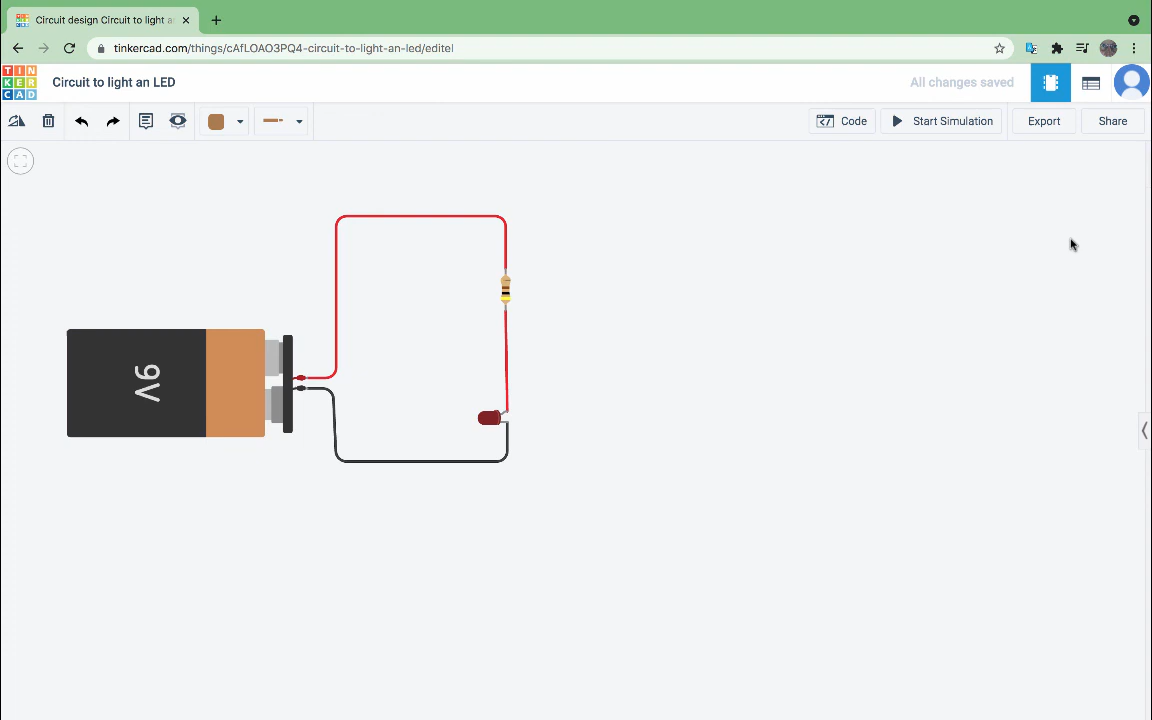 Circuit design Circuit to light a
tinkercad.com/things/cAfLOAO3PQ4-circuit-to-light-an-led/editel
TIN
KER
CAD
Circuit to light an LED
All changes saved
Code
Start Simulation
Export
Share
9V